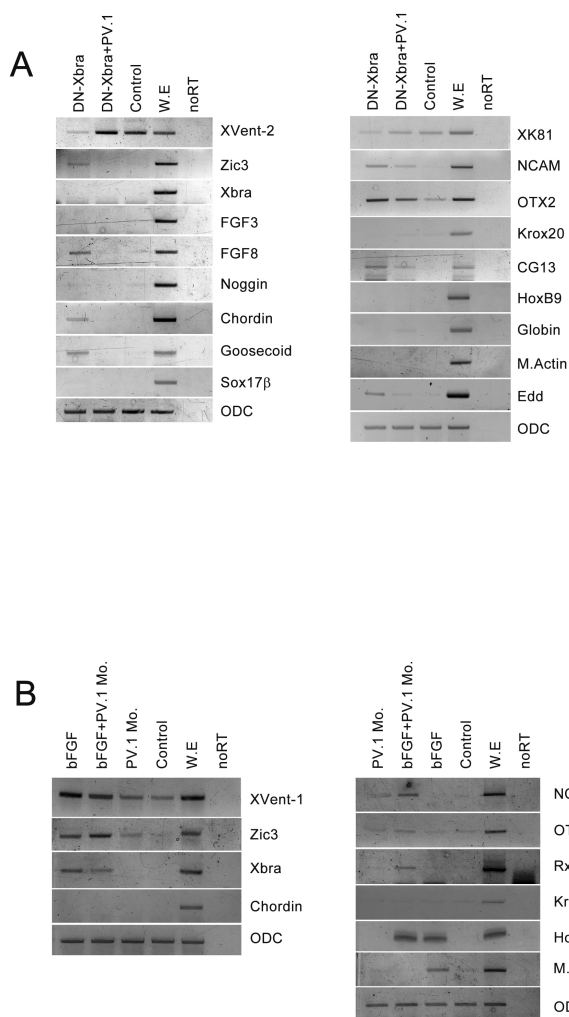 A
DN-Xbra
DN-Xbra+PV.1
Control
W.E
noRT
XVent-2
Zic3
Xbra
FGF3
FGF8
Noggin
Chordin
Goosecoid
Sox17β
ODC
DN-Xbra
DN-Xbra+PV.1
Control
W.E
noRT
XK81
NCAM
OTX2
Krox20
CG13
HoxB9
Globin
M.Actin
Edd
ODC
B
bFGF
bFGF+PV.1 Mo.
PV.1 Mo.
Control
W.E
noRT
XVent-1
Zic3
Xbra
Chordin
ODC
PV.1 Mo.
bFGF+PV.1 Mo.
bFGF
Control
W.E
noRT
Rx
Kr
Ho
M.